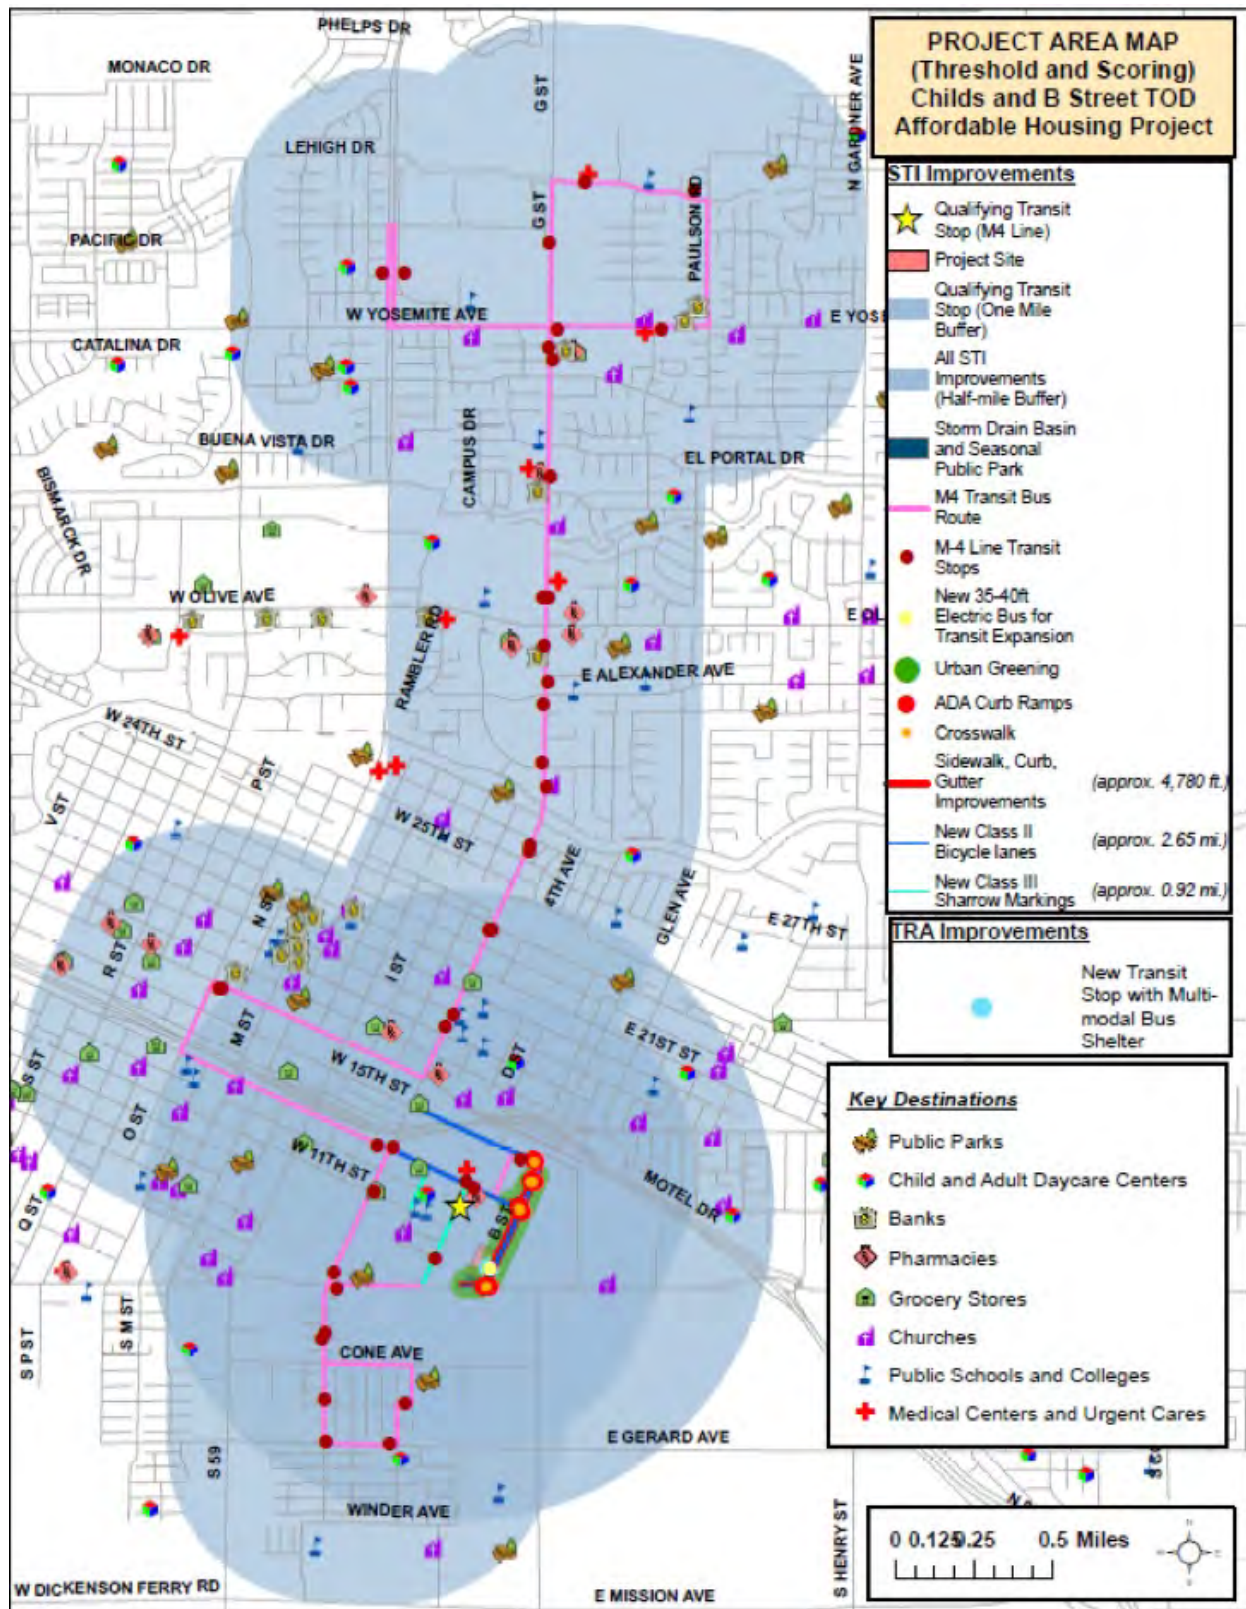 PROJECT AREA MAP
(Threshold and Scoring)
Childs and B Street TOD
Affordable Housing Project
STI Improvements
Qualifying Transit
Stop (M4 Line)
Project Site
Qualifying Transit
Stop (One Mile
Buffer)
All STI
Improvements
(Half-mile Buffer)
Storm Drain Basin
and Seasonal
Public Park
M4 Transit Bus
Route
M-4 Line Transit
Stops
New 35-40ft
Electric Bus for
Transit Expansion
Urban Greening
ADA Curb Ramps
Crosswalk
Sidewalk, Curb,
Gutter (approx. 4,780 ft.)
Improvements
New Class II
Bicycle lanes (approx. 2.65 mi.)
New Class III
Sharrow Markings (approx. 0.92 mi.)
TRA Improvements
New Transit
Stop with Multi-
modal Bus
Shelter
Key Destinations
Public Parks
Child and Adult Daycare Centers
Banks
Pharmacies
Grocery Stores
Churches
Public Schools and Colleges
Medical Centers and Urgent Cares
0 0.125 0.25 0.5 Miles
PHELPS DR
MONACO DR
G ST
N GARDNER AVE
LEHIGH DR
G ST
PAULSON RD
PACIFIC DR
W YOSEMITE AVE
E YOSE
CATALINA DR
CAMPUS DR
BUENA VISTA DR
EL PORTAL DR
BISMARCK DR
W OLIVE AVE
E OL
RAMBLER RD
E ALEXANDER AVE
W 24TH ST
P ST
V ST
W 25TH ST
4TH AVE
GLEN AVE
E 27TH ST
N ST
R ST
I ST
M ST
E 21ST ST
W 15TH ST
D ST
S ST
O ST
W 11TH ST
MOTEL DR
Q ST
B ST
S P ST
S M ST
CONE AVE
E GERARD AVE
S 59
WINDER AVE
S HENRY ST
W DICKENSON FERRY RD
E MISSION AVE